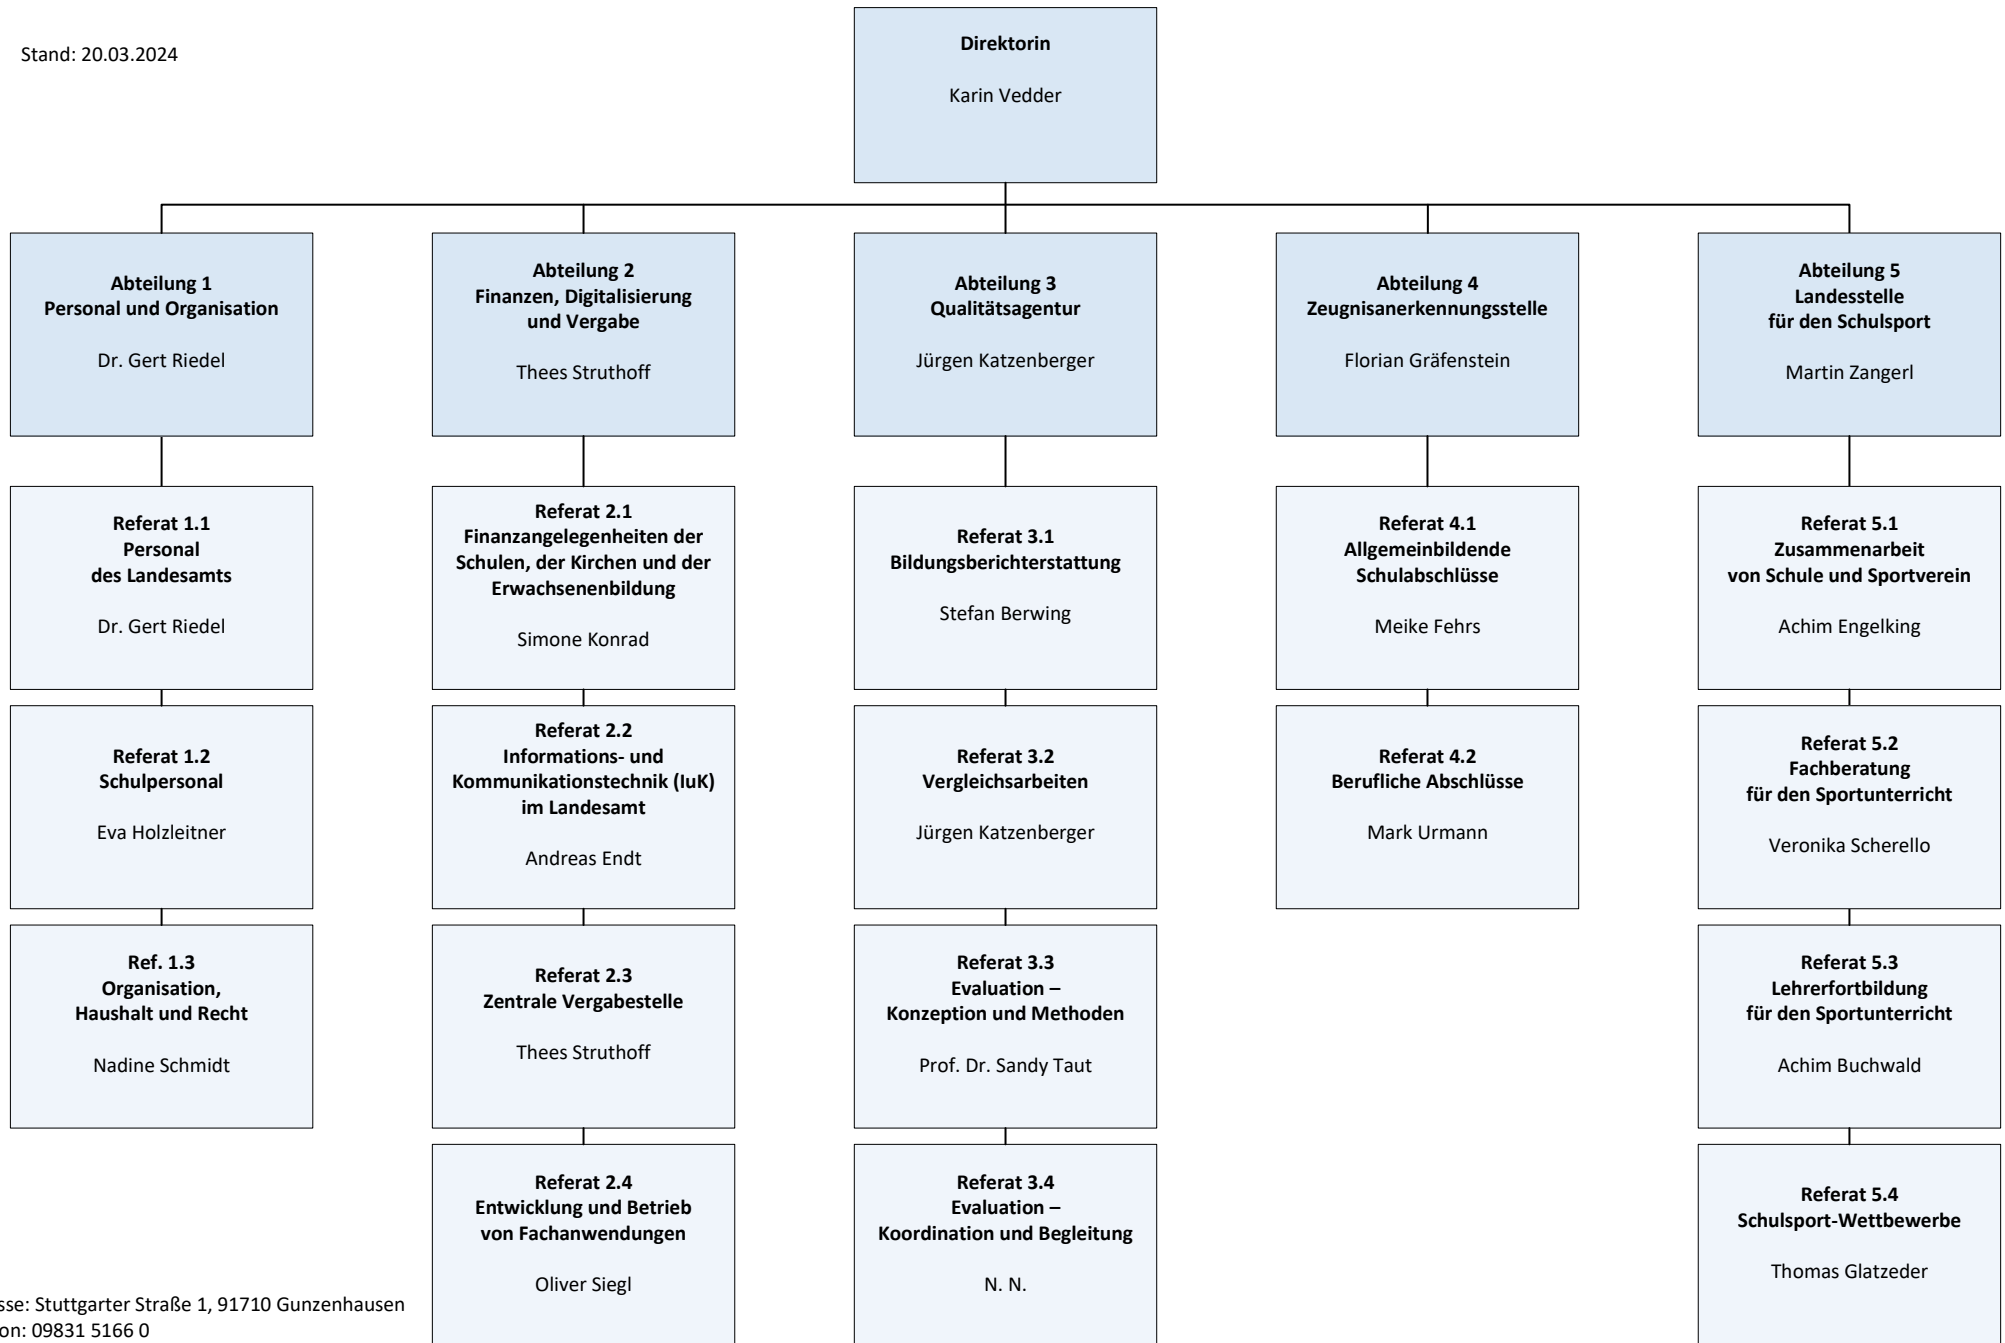 Stand: 20.03.2024
Direktorin
Karin Vedder
Abteilung 1
Personal und Organisation
Dr. Gert Riedel
Abteilung 2
Finanzen, Digitalisierung
und Vergabe
Thees Struthoff
Abteilung 3
Qualitätsagentur
Jürgen Katzenberger
Abteilung 4
Zeugnisanerkennungsstelle
Florian Gräfenstein
Abteilung 5
Landesstelle
für den Schulsport
Martin Zangerl
Referat 1.1
Personal
des Landesamts
Dr. Gert Riedel
Referat 2.1
Finanzangelegenheiten der
Schulen, der Kirchen und der
Erwachsenenbildung
Simone Konrad
Referat 3.1
Bildungsberichterstattung
Stefan Berwing
Referat 4.1
Allgemeinbildende
Schulabschlüsse
Meike Fehrs
Referat 5.1
Zusammenarbeit
von Schule und Sportverein
Achim Engelking
Referat 1.2
Schulpersonal
Eva Holzleitner
Referat 2.2
Informations- und
Kommunikationstechnik (IuK)
im Landesamt
Andreas Endt
Referat 3.2
Vergleichsarbeiten
Jürgen Katzenberger
Referat 4.2
Berufliche Abschlüsse
Mark Urmann
Referat 5.2
Fachberatung
für den Sportunterricht
Veronika Scherello
Ref. 1.3
Organisation,
Haushalt und Recht
Nadine Schmidt
Referat 2.3
Zentrale Vergabestelle
Thees Struthoff
Referat 3.3
Evaluation –
Konzeption und Methoden
Prof. Dr. Sandy Taut
Referat 5.3
Lehrerfortbildung
für den Sportunterricht
Achim Buchwald
Referat 2.4
Entwicklung und Betrieb
von Fachanwendungen
Oliver Siegl
Referat 3.4
Evaluation –
Koordination und Begleitung
N. N.
Referat 5.4
Schulsport-Wettbewerbe
Thomas Glatzeder
sse: Stuttgarter Straße 1, 91710 Gunzenhausen
on: 09831 5166 0